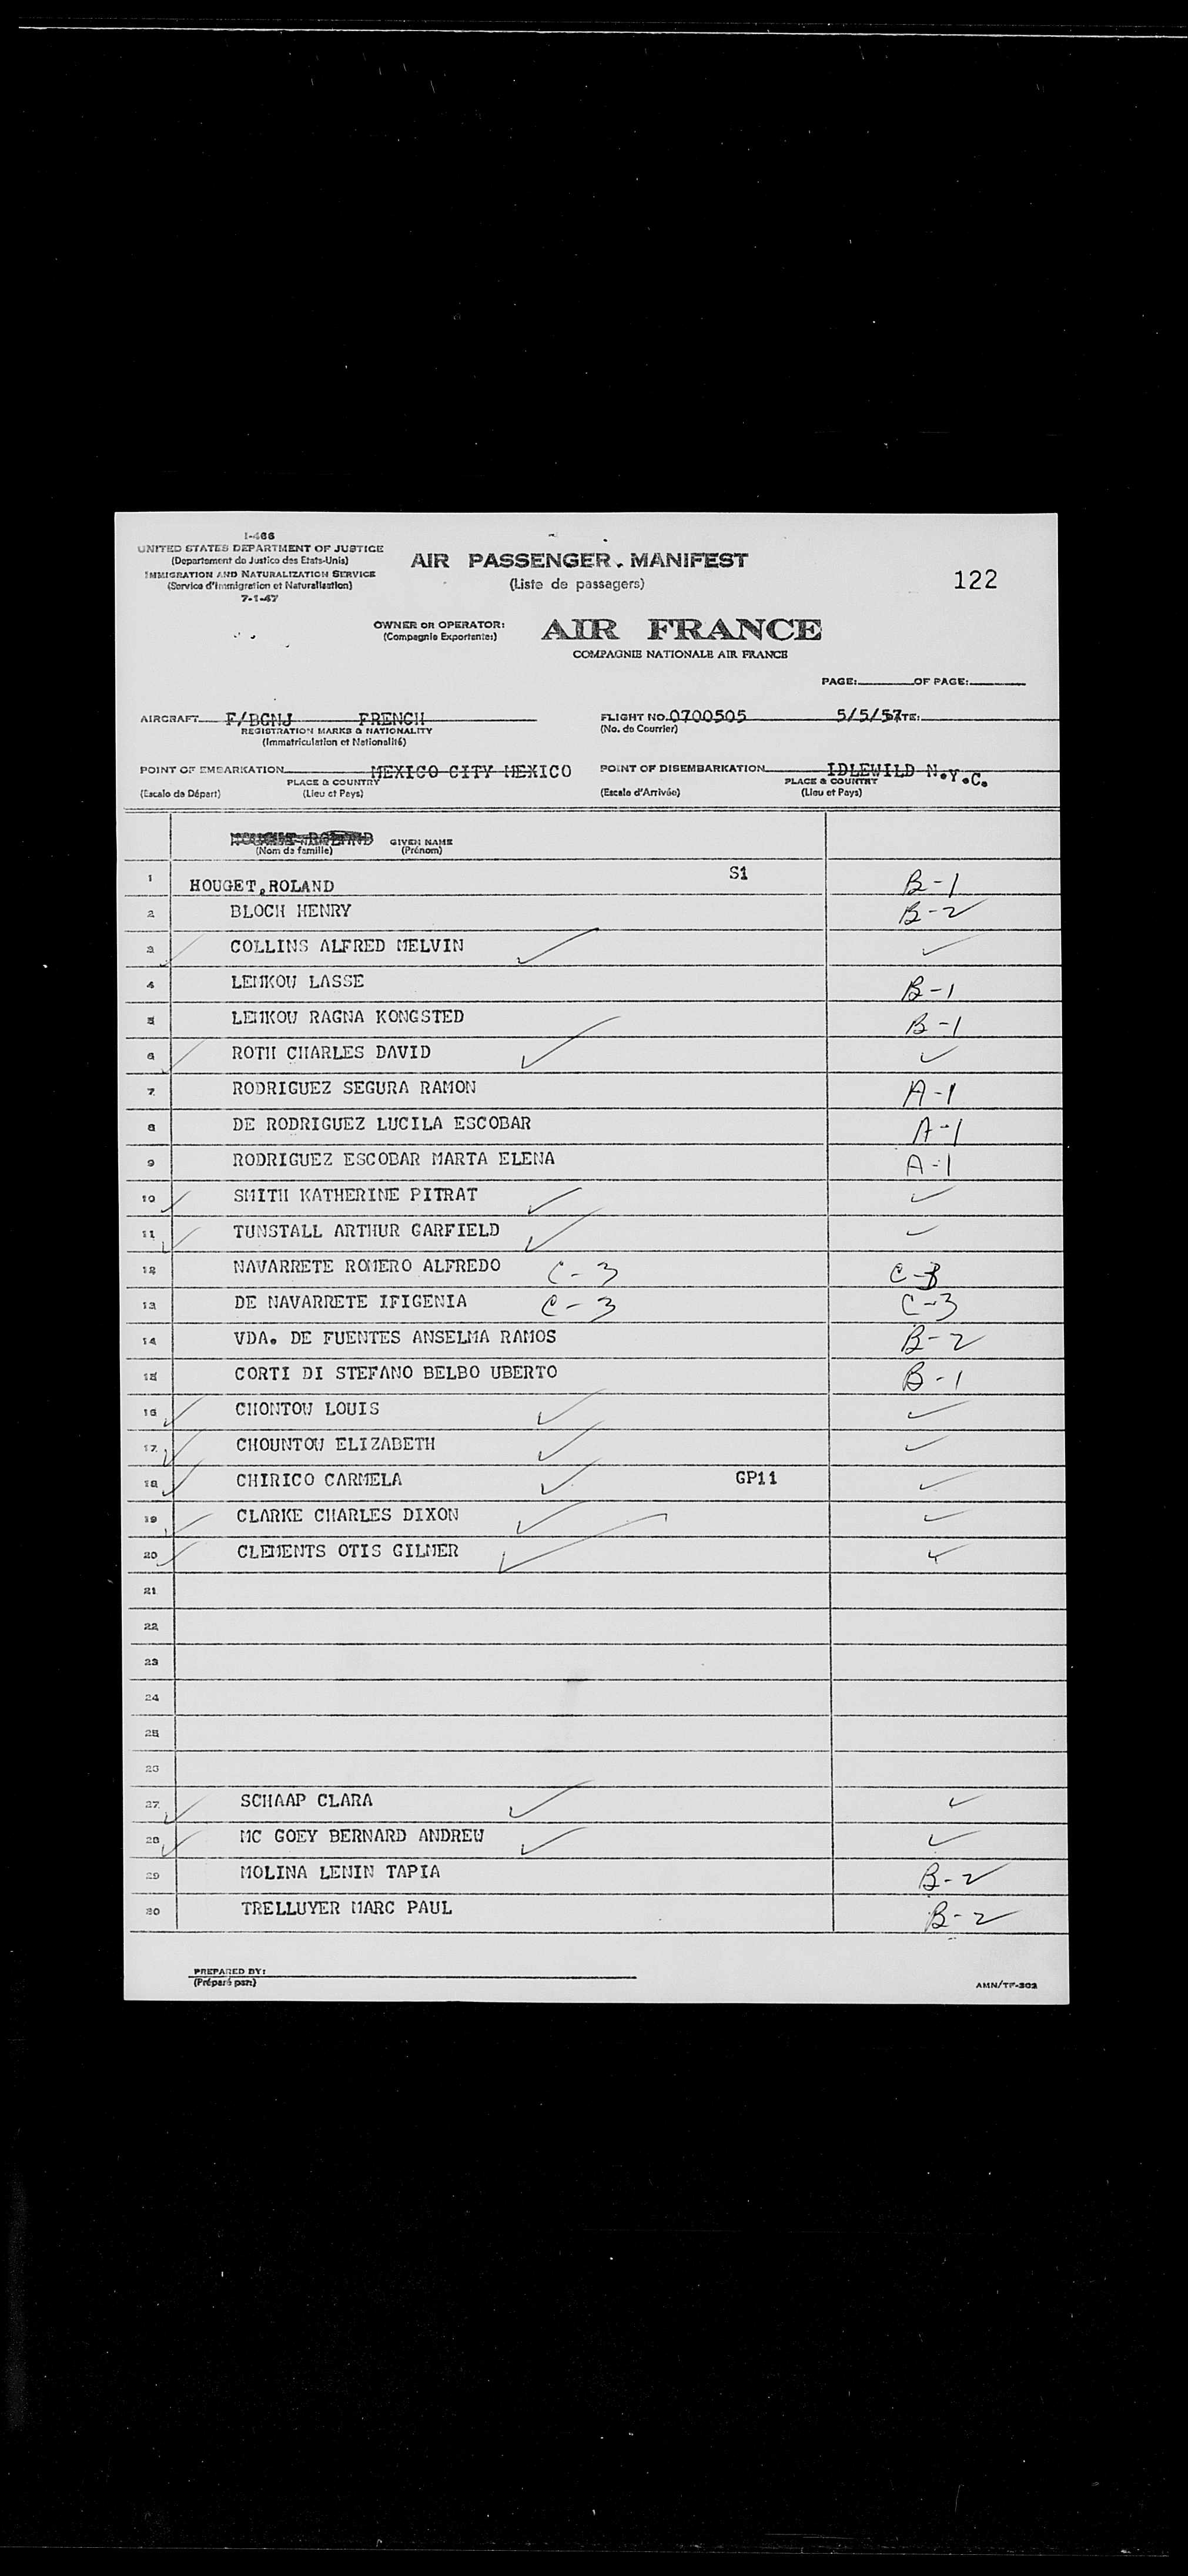 I-466
UNITED STATES DEPARTMENT OF JUSTICE
(Departement de Justice des Etats-Unis)
IMMIGRATION AND NATURALIZATION SERVICE
(Service d'Immigration et Naturalisation)
7-1-47
AIR PASSENGER MANIFEST
(Liste de passagers)
122
OWNER OR OPERATOR: AIR FRANCE
(Compagnie Exportente:)
COMPAGNIE NATIONALE AIR FRANCE
PAGE: OF PAGE:
AIRCRAFT F/BGNJ FRENCH FLIGHT NO. 0700505 5/5/57 TE:
REGISTRATION MARKS & NATIONALITY (No. de Courrier)
(Immatriculation et Nationalité)
POINT OF EMBARKATION MEXICO CITY MEXICO POINT OF DISEMBARKATION IDLEWILD N.Y.C.
PLACE & COUNTRY PLACE & COUNTRY
(Escale de Départ) (Lieu et Pays) (Escale d'Arrivée) (Lieu et Pays)
GIVEN NAME
(Nom de famille) (Prénom)
1 HOUGET, ROLAND S1 B-1
2 BLOCH HENRY B-2
3 COLLINS ALFRED MELVIN ✓ ✓
4 LEMKOW LASSE B-1
5 LEMKOW RAGNA KONGSTED B-1
6 ROTH CHARLES DAVID ✓ ✓
7 RODRIGUEZ SEGURA RAMON A-1
8 DE RODRIGUEZ LUCILA ESCOBAR A-1
9 RODRIGUEZ ESCOBAR MARTA ELENA A-1
10 SMITH KATHERINE PITRAT ✓ ✓
11 TUNSTALL ARTHUR GARFIELD ✓ ✓
12 NAVARRETE ROMERO ALFREDO C-3 C-3
13 DE NAVARRETE IFIGENIA C-3 C-3
14 VDA. DE FUENTES ANSELMA RAMOS B-2
15 CORTI DI STEFANO BELBO UBERTO B-1
16 CHONTOW LOUIS ✓ ✓
17 CHOUNTOW ELIZABETH ✓ ✓
18 CHIRICO CARMELA ✓ GP11 ✓
19 CLARKE CHARLES DIXON ✓ ✓
20 CLEMENTS OTIS GILMER ✓ ✓
21
22
23
24
25
26
27 SCHAAP CLARA ✓ ✓
28 MC GOEY BERNARD ANDREW ✓ ✓
29 MOLINA LENIN TAPIA B-2
30 TRELLUYER MARC PAUL B-2
PREPARED BY:
(Préparé par:)
AMN/TF-302